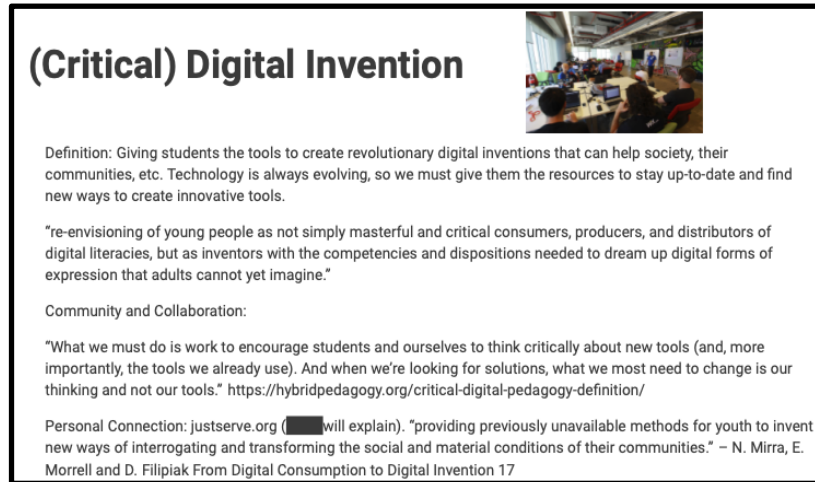 (Critical) Digital Invention
Definition: Giving students the tools to create revolutionary digital inventions that can help society, their
communities, etc. Technology is always evolving, so we must give them the resources to stay up-to-date and find
new ways to create innovative tools.
“re-envisioning of young people as not simply masterful and critical consumers, producers, and distributors of
digital literacies, but as inventors with the competencies and dispositions needed to dream up digital forms of
expression that adults cannot yet imagine.”
Community and Collaboration:
“What we must do is work to encourage students and ourselves to think critically about new tools (and, more
importantly, the tools we already use). And when we’re looking for solutions, what we most need to change is our
thinking and not our tools.” https://hybridpedagogy.org/critical-digital-pedagogy-definition/
Personal Connection: justserve.org ( will explain). “providing previously unavailable methods for youth to invent
new ways of interrogating and transforming the social and material conditions of their communities.” – N. Mirra, E.
Morrell and D. Filipiak From Digital Consumption to Digital Invention 17